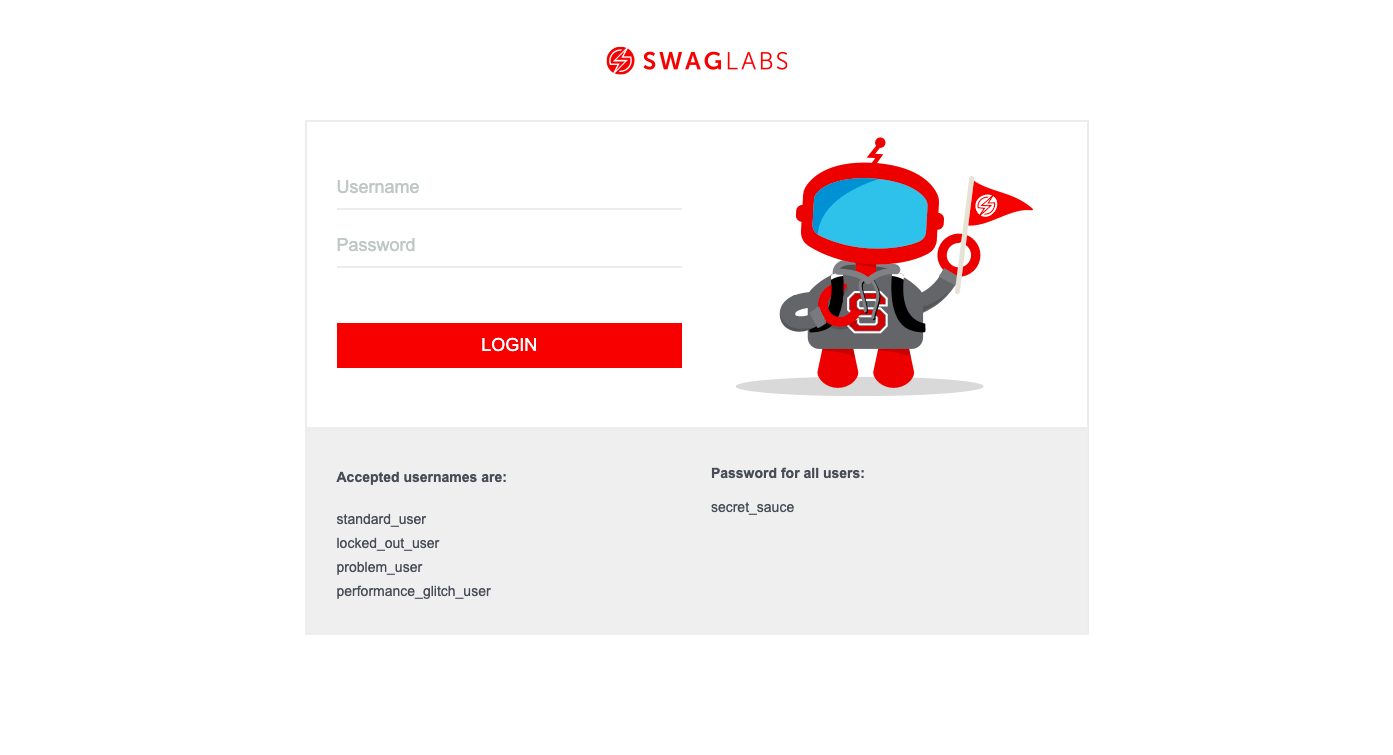 SWAGLABS
Username
Password
LOGIN
Accepted usernames are:
standard_user
locked_out_user
problem_user
performance_glitch_user
Password for all users:
secret_sauce